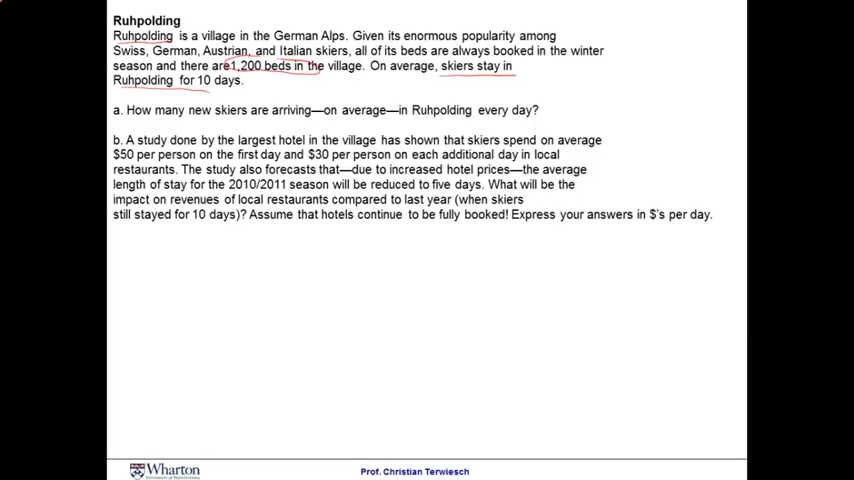 Ruhpolding
Ruhpolding is a village in the German Alps. Given its enormous popularity among
Swiss, German, Austrian, and Italian skiers, all of its beds are always booked in the winter
season and there are 1,200 beds in the village. On average, skiers stay in
Ruhpolding for 10 days.
a. How many new skiers are arriving—on average—in Ruhpolding every day?
b. A study done by the largest hotel in the village has shown that skiers spend on average
$50 per person on the first day and $30 per person on each additional day in local
restaurants. The study also forecasts that—due to increased hotel prices—the average
length of stay for the 2010/2011 season will be reduced to five days. What will be the
impact on revenues of local restaurants compared to last year (when skiers
still stayed for 10 days)? Assume that hotels continue to be fully booked! Express your answers in $'s per day.
Wharton
Prof. Christian Terwiesch